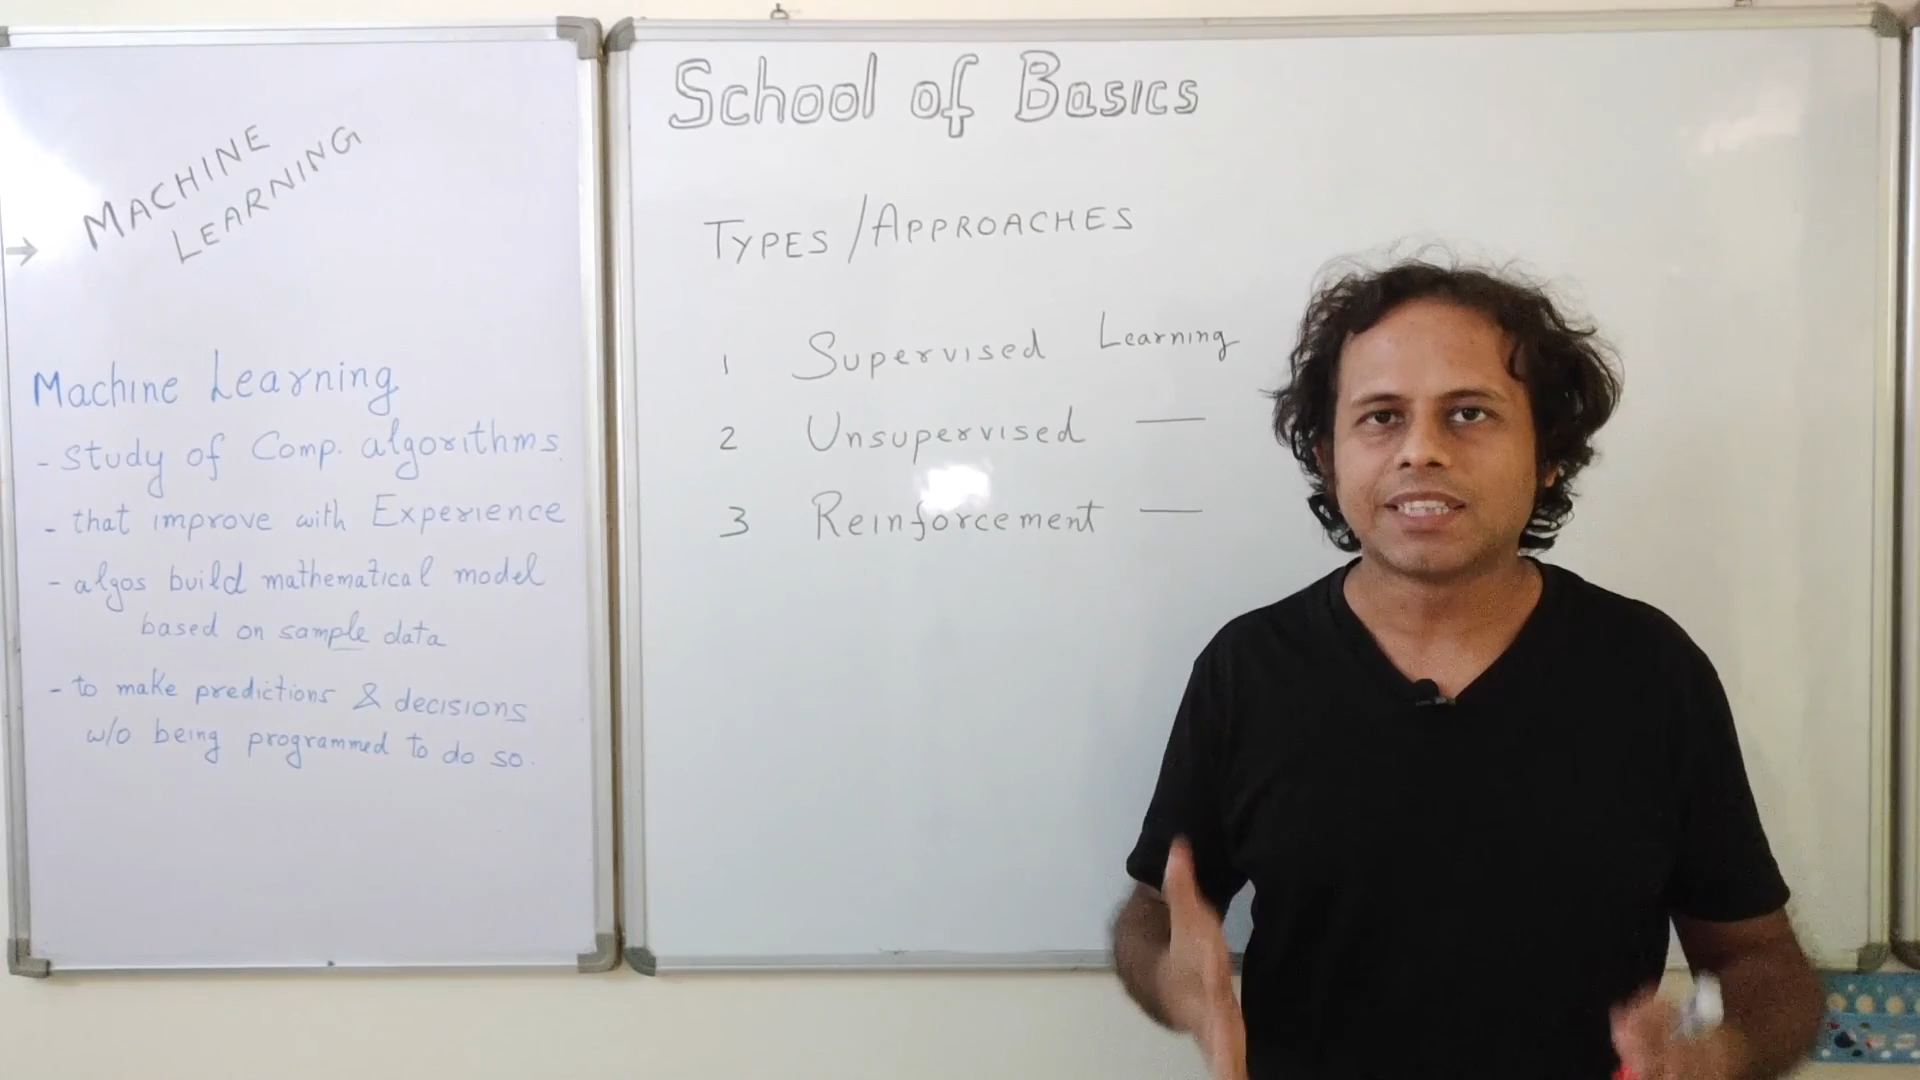 MACHINE
→ LEARNING
Machine Learning
- study of Comp. algorithms.
- that improve with Experience
- algos build mathematical model
based on sample data
- to make predictions & decisions
w/o being programmed to do so.
School of Basics
TYPES / APPROACHES
1 Supervised Learning
2 Unsupervised —
3 Reinforcement —